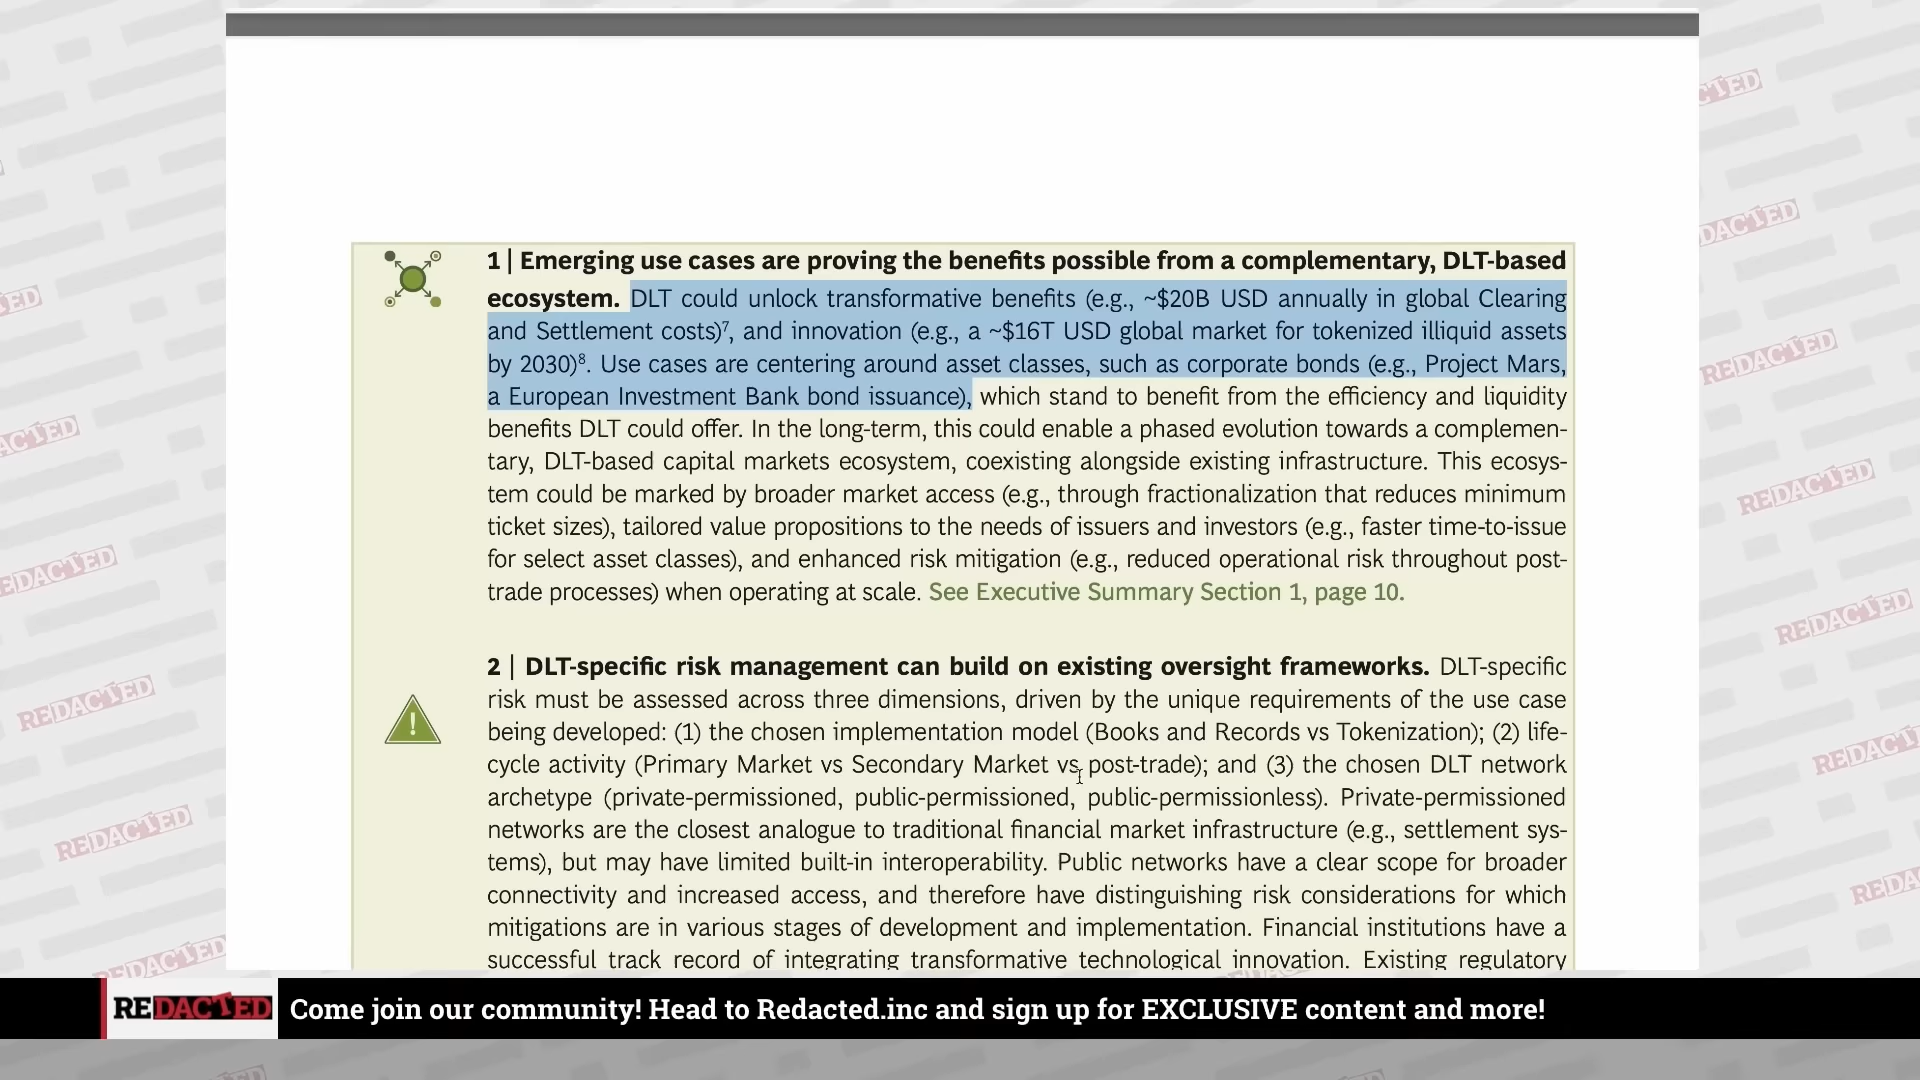 1 | Emerging use cases are proving the benefits possible from a complementary, DLT-based
ecosystem. DLT could unlock transformative benefits (e.g., ~$20B USD annually in global Clearing
and Settlement costs)⁷, and innovation (e.g., a ~$16T USD global market for tokenized illiquid assets
by 2030)⁸. Use cases are centering around asset classes, such as corporate bonds (e.g., Project Mars,
a European Investment Bank bond issuance), which stand to benefit from the efficiency and liquidity
benefits DLT could offer. In the long-term, this could enable a phased evolution towards a complemen-
tary, DLT-based capital markets ecosystem, coexisting alongside existing infrastructure. This ecosys-
tem could be marked by broader market access (e.g., through fractionalization that reduces minimum
ticket sizes), tailored value propositions to the needs of issuers and investors (e.g., faster time-to-issue
for select asset classes), and enhanced risk mitigation (e.g., reduced operational risk throughout post-
trade processes) when operating at scale. See Executive Summary Section 1, page 10.
2 | DLT-specific risk management can build on existing oversight frameworks. DLT-specific
risk must be assessed across three dimensions, driven by the unique requirements of the use case
being developed: (1) the chosen implementation model (Books and Records vs Tokenization); (2) life-
cycle activity (Primary Market vs Secondary Market vs post-trade); and (3) the chosen DLT network
archetype (private-permissioned, public-permissioned, public-permissionless). Private-permissioned
networks are the closest analogue to traditional financial market infrastructure (e.g., settlement sys-
tems), but may have limited built-in interoperability. Public networks have a clear scope for broader
connectivity and increased access, and therefore have distinguishing risk considerations for which
mitigations are in various stages of development and implementation. Financial institutions have a
successful track record of integrating transformative technological innovation. Existing regulatory
REDACTED Come join our community! Head to Redacted.inc and sign up for EXCLUSIVE content and more!
REDACTED
REDACTED
REDACTED
REDACTED
REDACTED
REDACTED
REDACTED
REDACTED
REDACTED
REDACTED